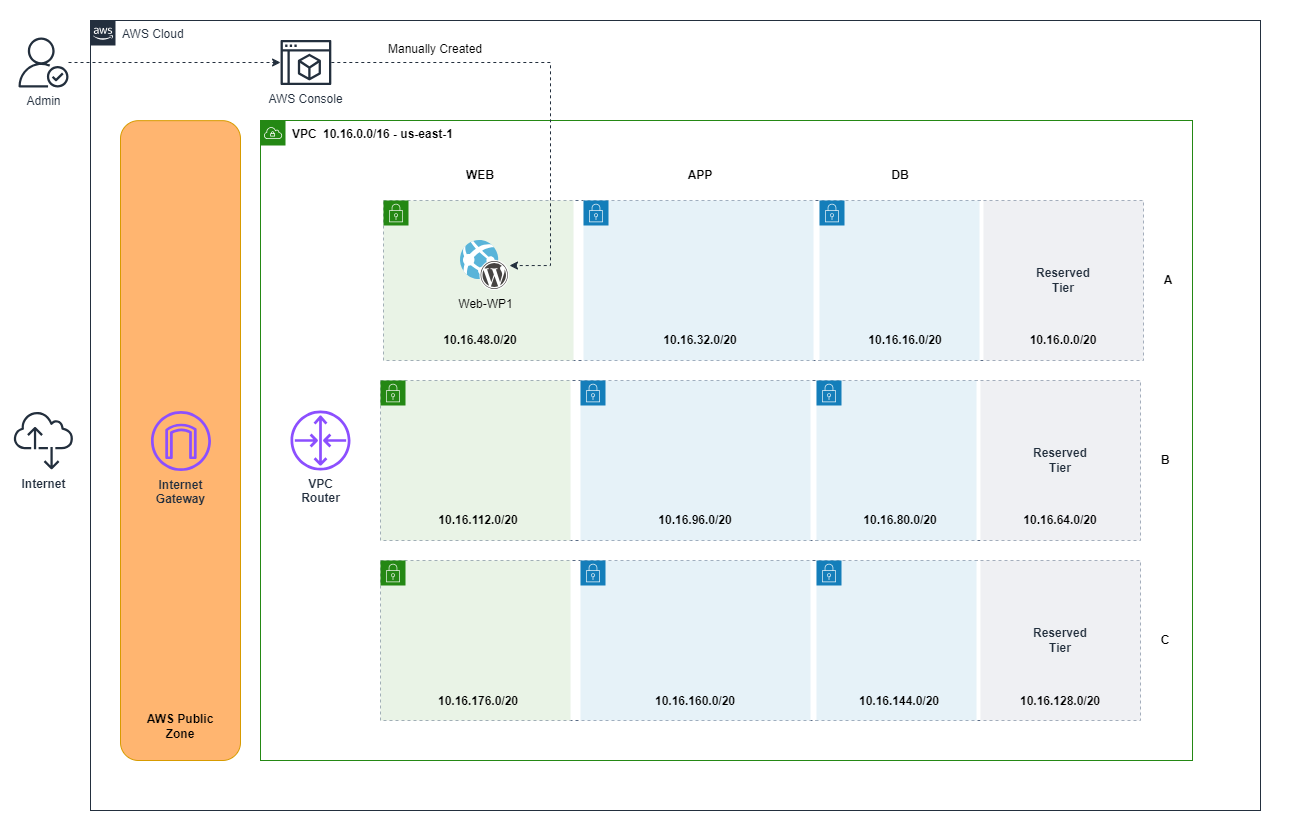 aws
AWS Cloud
Admin
AWS Console
Manually Created
VPC 10.16.0.0/16 - us-east-1
WEB
APP
DB
W
Web-WP1
10.16.48.0/20
10.16.32.0/20
10.16.16.0/20
Reserved
Tier
10.16.0.0/20
A
10.16.112.0/20
10.16.96.0/20
10.16.80.0/20
Reserved
Tier
10.16.64.0/20
B
Internet
Internet
Gateway
VPC
Router
10.16.176.0/20
10.16.160.0/20
10.16.144.0/20
Reserved
Tier
10.16.128.0/20
C
AWS Public
Zone